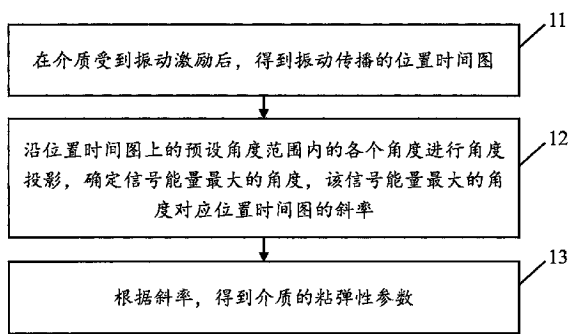 11
在介质受到振动激励后，得到振动传播的位置时间图
12
沿位置时间图上的预设角度范围内的各个角度进行角度
投影，确定信号能量最大的角度，该信号能量最大的角
度对应位置时间图的斜率
13
根据斜率，得到介质的粘弹性参数